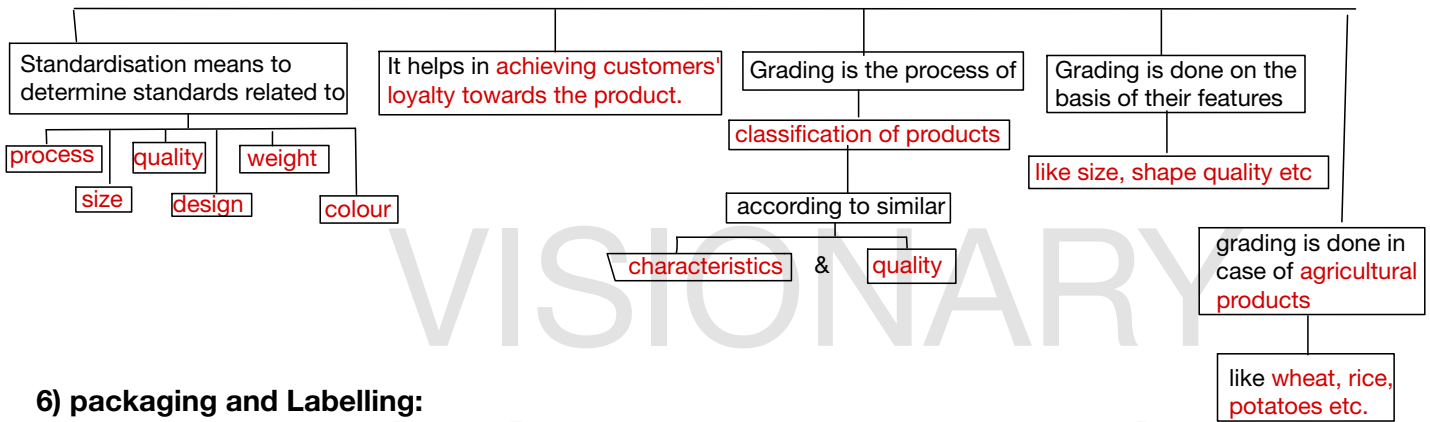 Standardisation means to
determine standards related to
process
size
quality
design
weight
colour
It helps in achieving customers'
loyalty towards the product.
Grading is the process of
classification of products
according to similar
characteristics & quality
Grading is done on the
basis of their features
like size, shape quality etc
grading is done in
case of agricultural
products
like wheat, rice,
potatoes etc.
VISIONARY
6) packaging and Labelling: